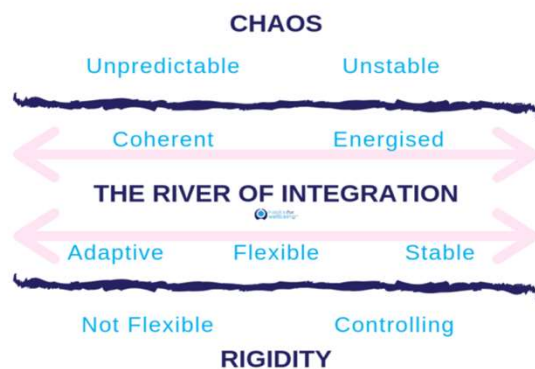 CHAOS
Unpredictable Unstable
Coherent Energised
THE RIVER OF INTEGRATION
Adaptive Flexible Stable
Not Flexible Controlling
RIGIDITY